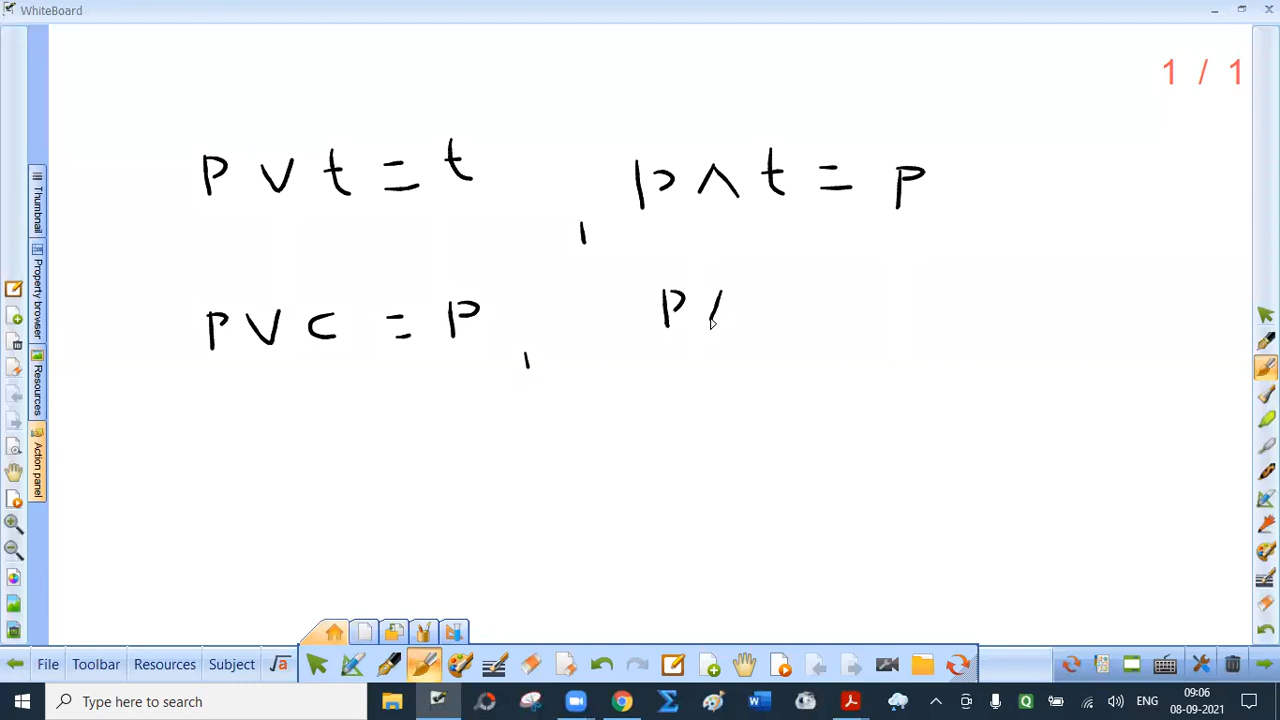 WhiteBoard
1 / 1
p ∨ t = t , p ∧ t = p
p ∨ c = p , p /
Thumbnail
Property browser
Resources
Action panel
File Toolbar Resources Subject √a
Type here to search
ENG 09:06
08-09-2021